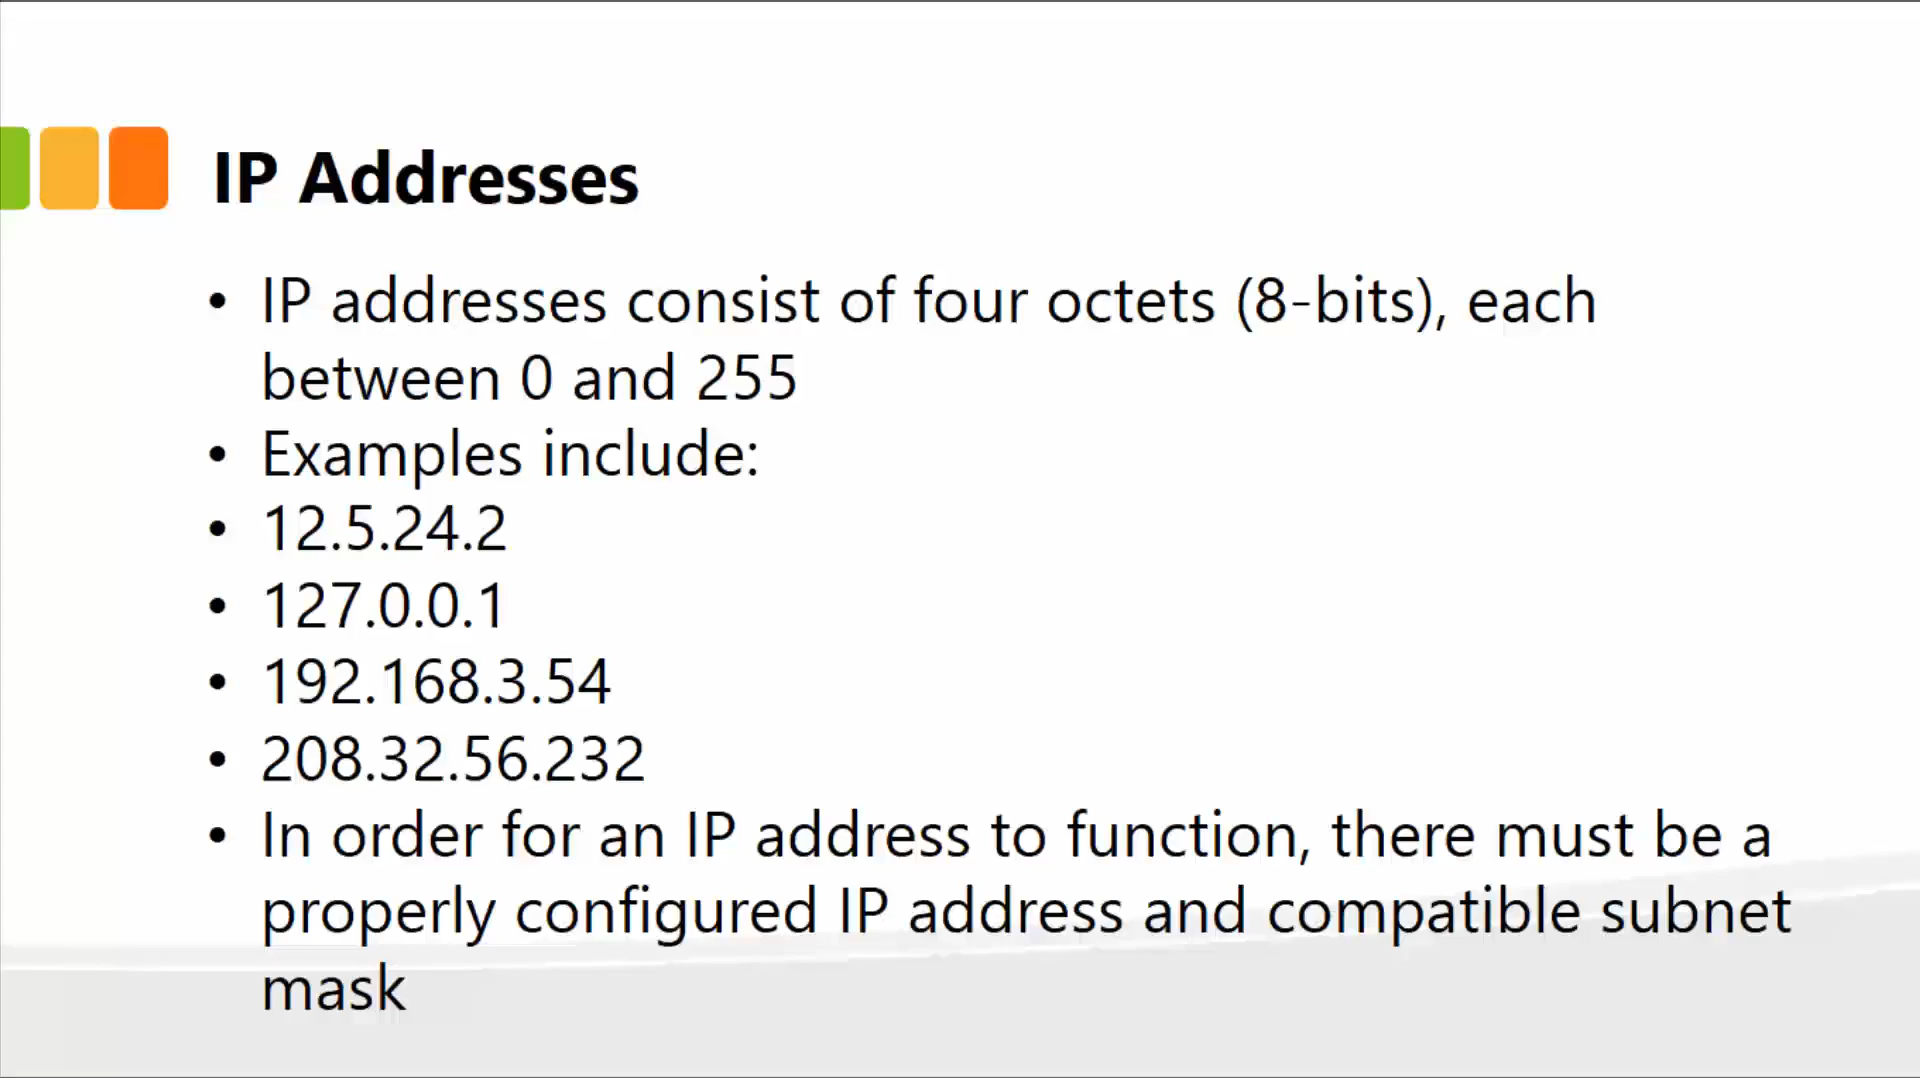 IP Addresses
• IP addresses consist of four octets (8-bits), each
between 0 and 255
• Examples include:
• 12.5.24.2
• 127.0.0.1
• 192.168.3.54
• 208.32.56.232
• In order for an IP address to function, there must be a
properly configured IP address and compatible subnet
mask